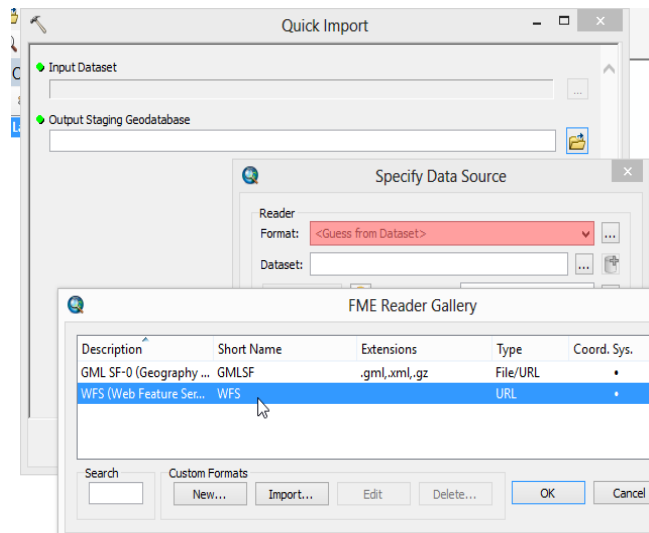 Quick Import
Input Dataset
...
Output Staging Geodatabase
Specify Data Source
Reader
Format: <Guess from Dataset> ...
Dataset: ...
FME Reader Gallery
Description Short Name Extensions Type Coord. Sys.
GML SF-0 (Geography ... GMLSF .gml,.xml,.gz File/URL •
WFS (Web Feature Ser... WFS URL •
Search Custom Formats
New... Import... Edit Delete... OK Cancel